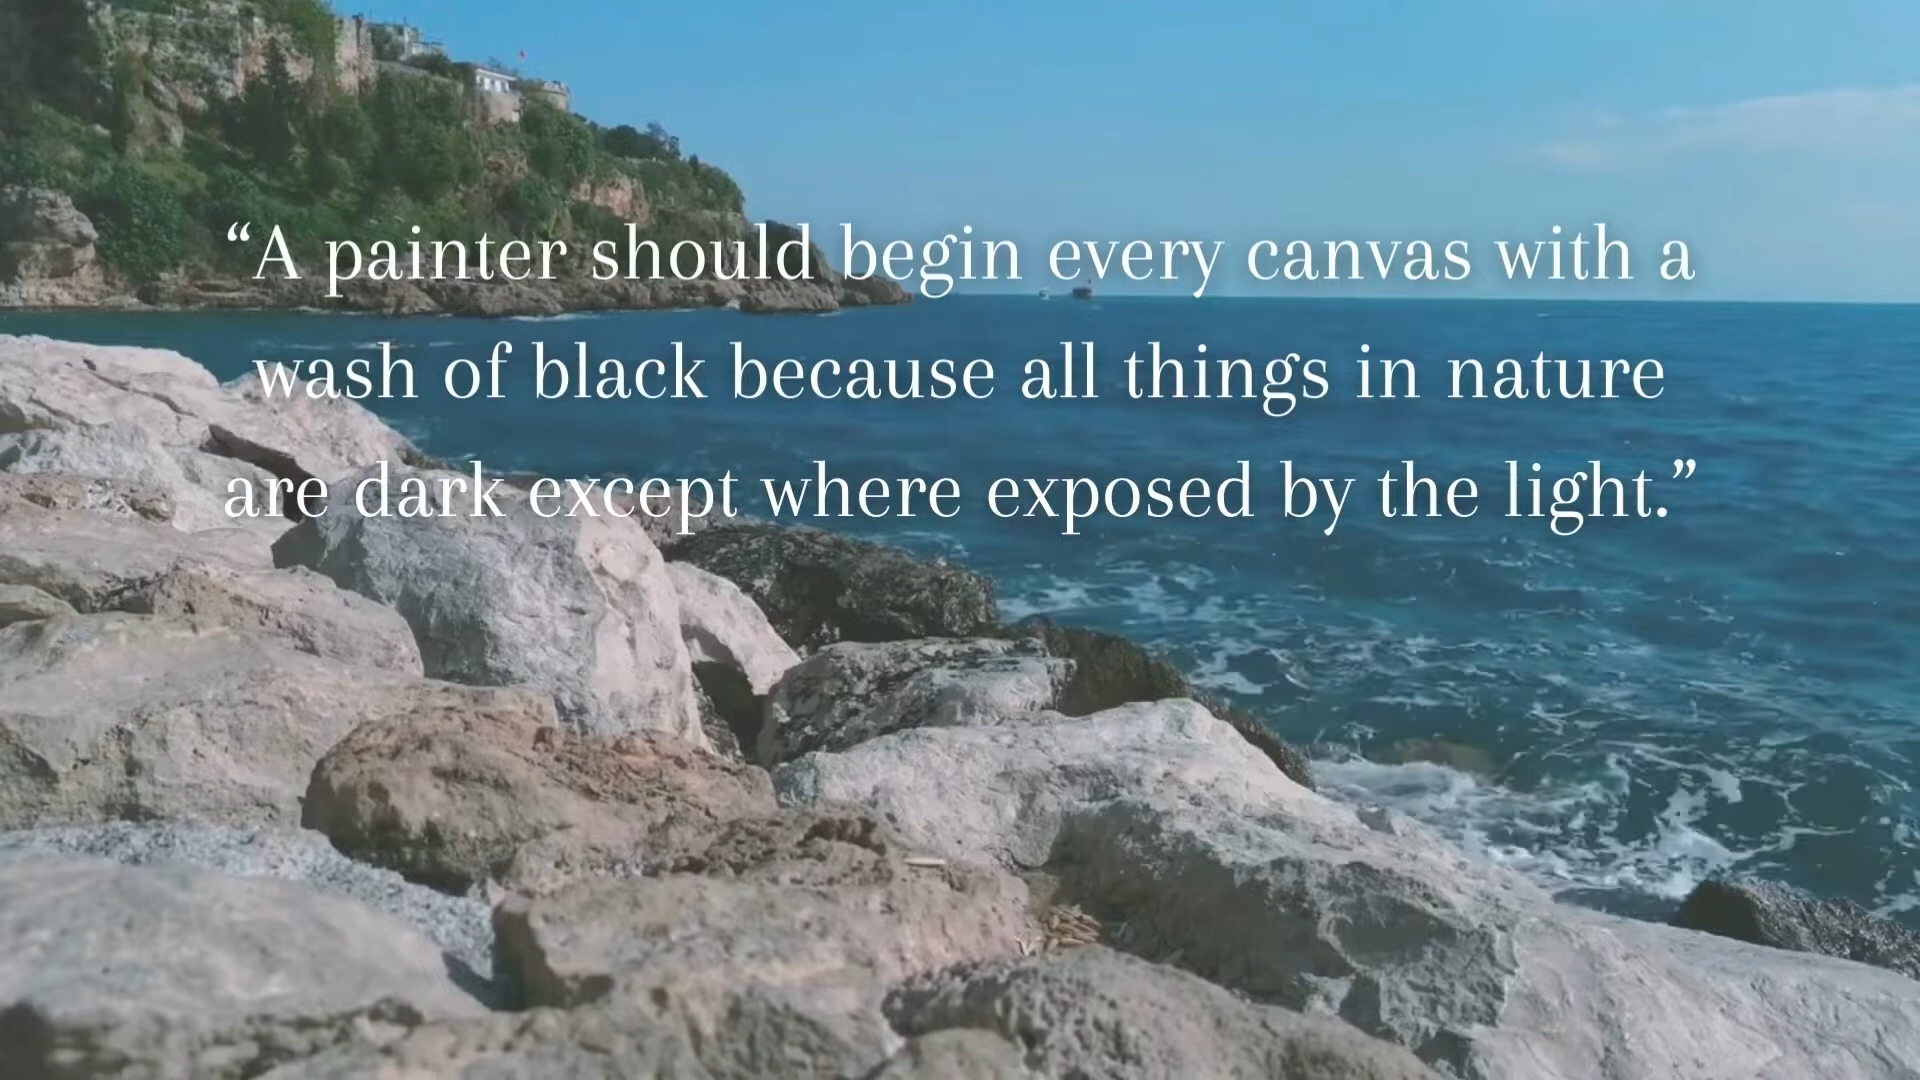 “A painter should begin every canvas with a
wash of black because all things in nature
are dark except where exposed by the light.”